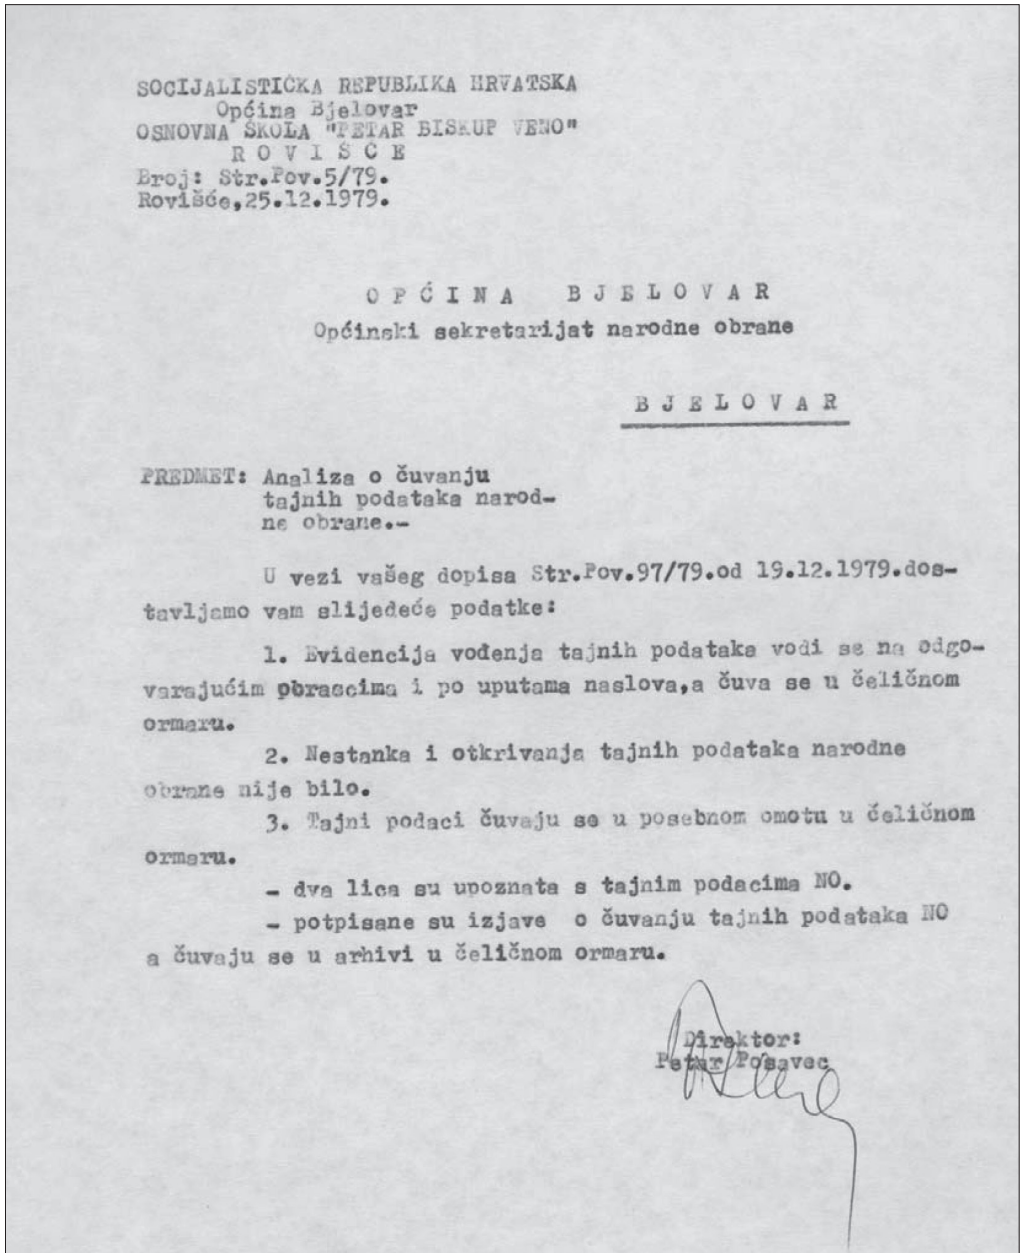 SOCIJALISTIČKA REPUBLIKA HRVATSKA
Općina Bjelovar
OSNOVNA ŠKOLA "PETAR BISKUP VENO"
R O V I Š Ć E
Broj: Str.Pov.5/79.
Rovišće,25.12.1979.
O P Ć I N A   B J E L O V A R
Općinski sekretarijat narodne obrane
B J E L O V A R
PREDMET: Analiza o čuvanju
tajnih podataka narod-
ne obrane.-
U vezi vašeg dopisa Str.Pov.97/79.od 19.12.1979.dos-
tavljamo vam slijedeće podatke:
1. Evidencija vođenja tajnih podataka vodi se na odgo-
varajućim obrascima i po uputama naslova,a čuva se u čeličnom
ormaru.
2. Nestanka i otkrivanja tajnih podataka narodne
obrane nije bilo.
3. Tajni podaci čuvaju se u posebnom omotu u čeličnom
ormaru.
- dva lica su upoznata s tajnim podacima NO.
- potpisane su izjave o čuvanju tajnih podataka NO
a čuvaju se u arhivi u čeličnom ormaru.
Direktor:
Petar Posavec